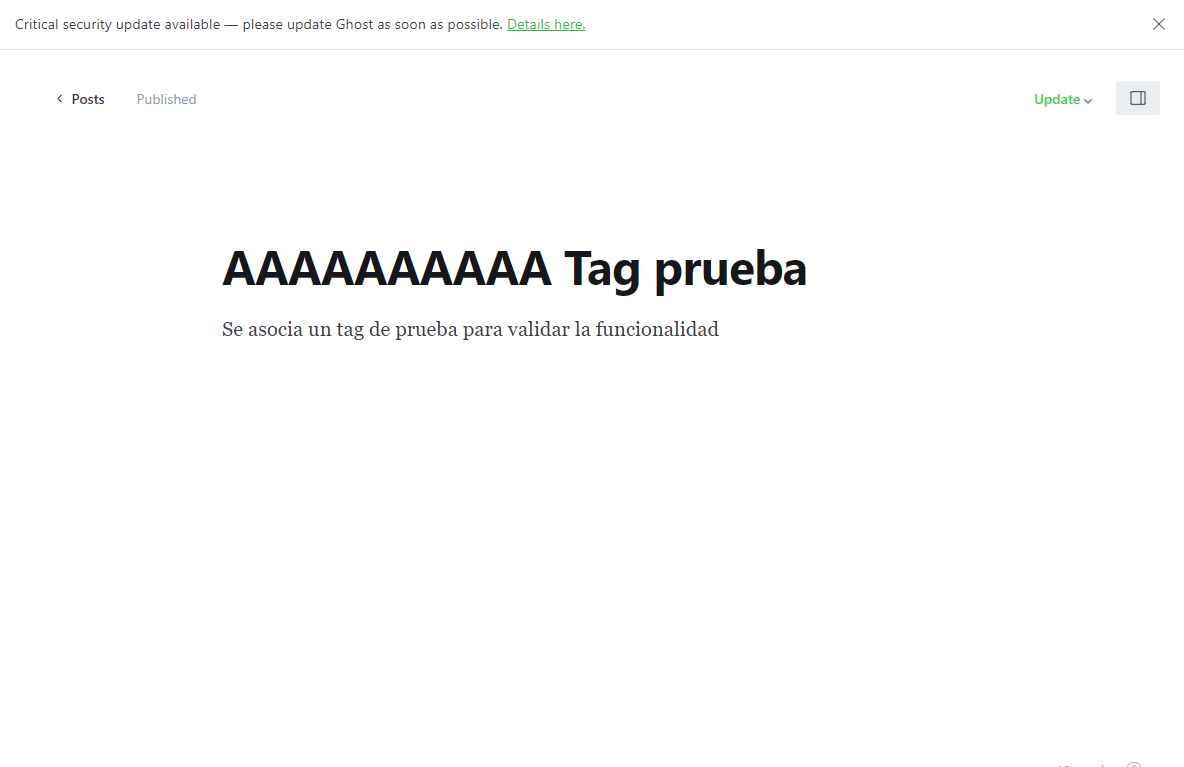 Critical security update available — please update Ghost as soon as possible. Details here.
Posts Published Update
AAAAAAAAAA Tag prueba
Se asocia un tag de prueba para validar la funcionalidad